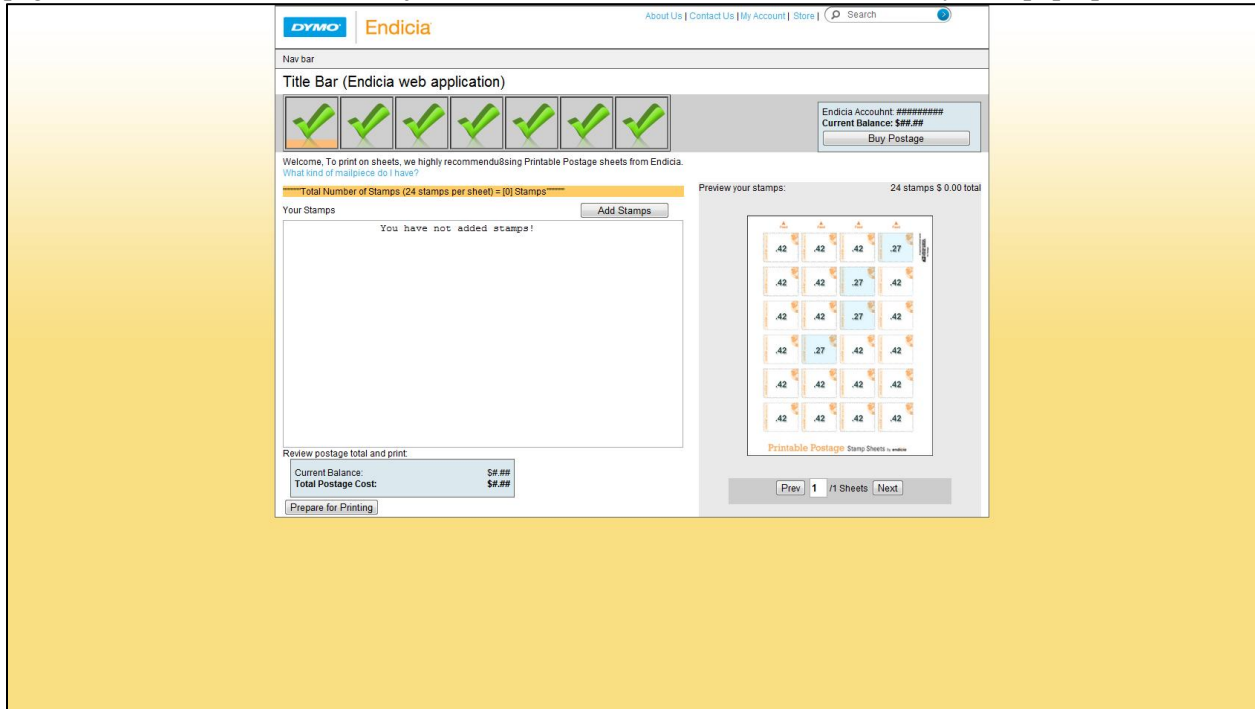 DYMO Endicia
About Us | Contact Us | My Account | Store | Search
Nav bar
Title Bar (Endicia web application)
Endicia Accouhnt: #########
Current Balance: $##.##
Buy Postage
Welcome, To print on sheets, we highly recommendu8sing Printable Postage sheets from Endicia.
What kind of mailpiece do I have?
"""""Total Number of Stamps (24 stamps per sheet) = [0] Stamps"""""
Your Stamps
Add Stamps
You have not added stamps!
Review postage total and print:
Current Balance: $#.##
Total Postage Cost: $#.##
Prepare for Printing
Preview your stamps: 24 stamps $ 0.00 total
.42 .42 .42 .27
.42 .42 .27 .42
.42 .42 .27 .42
.42 .27 .42 .42
.42 .42 .42 .42
.42 .42 .42 .42
Printable Postage Stamp Sheets by endicia
Prev 1 /1 Sheets Next